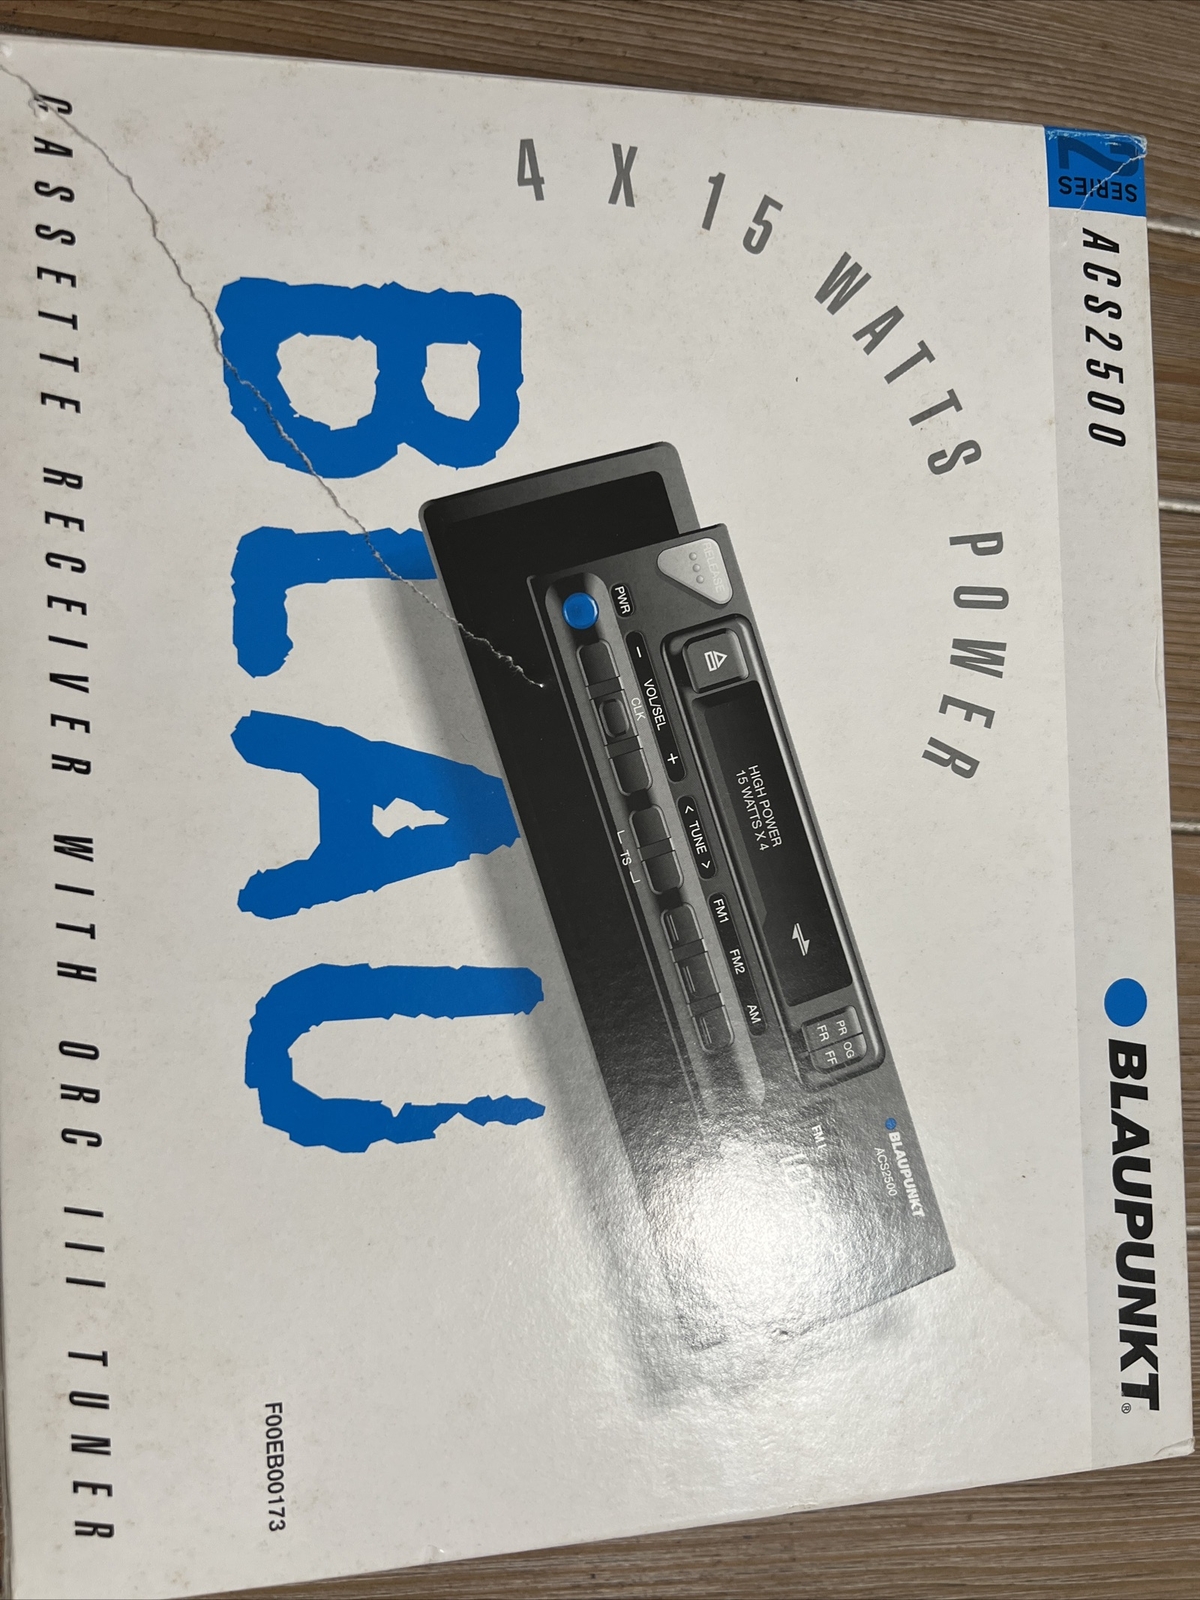 2
SERIES
ACS2500
BLAUPUNKT®
4 X 15 WATTS POWER
RELEASE
HIGH POWER
15 WATTS X 4
PR OG
FR FF
BLAUPUNKT
ACS2500
PWR
− VOL/SEL +
< TUNE >
FM1
FM2
AM
CLK
TS
BLAU
F00EB00173
CASSETTE RECEIVER WITH ORC III TUNER